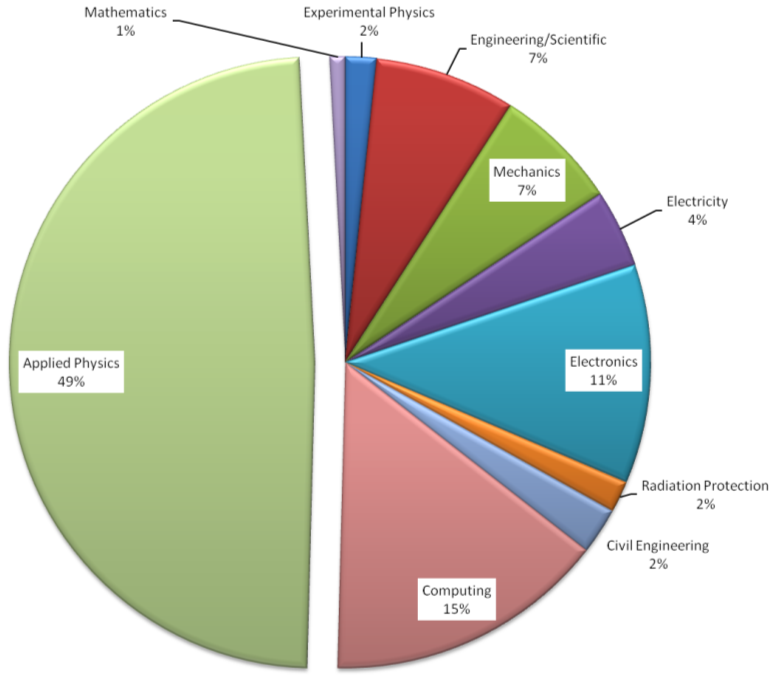 Mathematics
1%
Experimental Physics
2%
Engineering/Scientific
7%
Mechanics
7%
Electricity
4%
Electronics
11%
Radiation Protection
2%
Civil Engineering
2%
Computing
15%
Applied Physics
49%